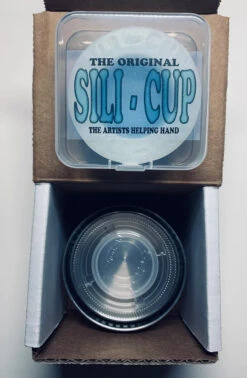 THE ORIGINAL
SILI - CUP
THE ARTISTS HELPING HAND